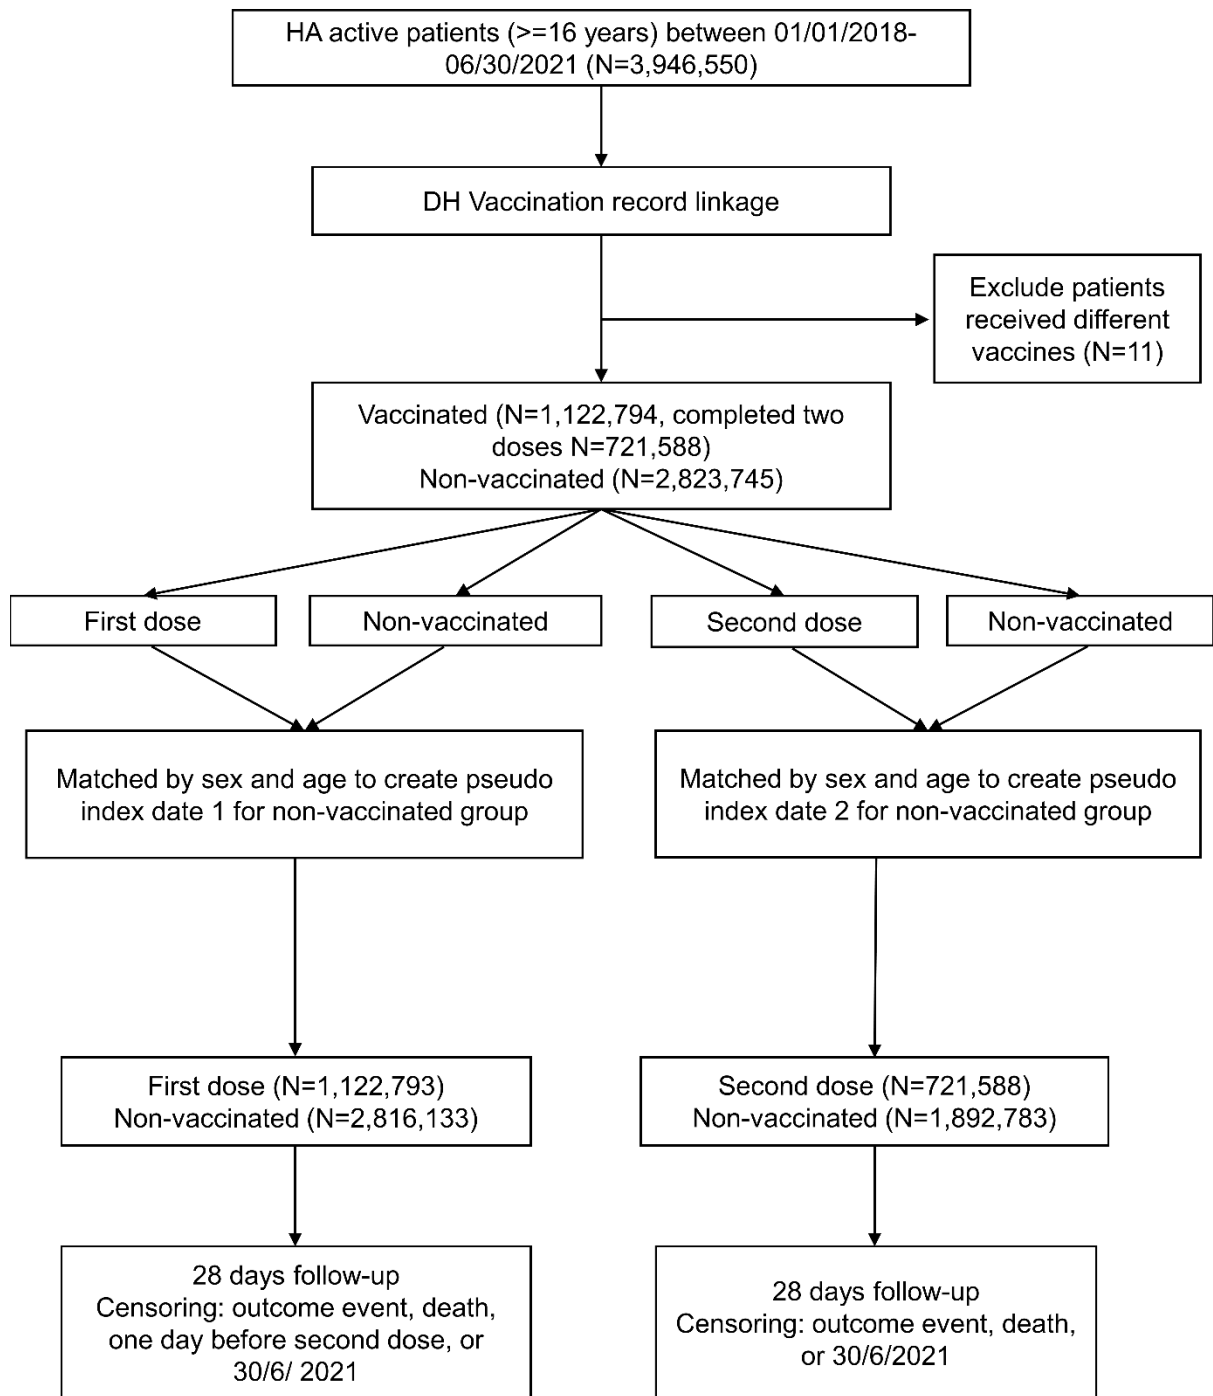 HA active patients (>=16 years) between 01/01/2018-
06/30/2021 (N=3,946,550)
DH Vaccination record linkage
Exclude patients
received different
vaccines (N=11)
Vaccinated (N=1,122,794, completed two
doses N=721,588)
Non-vaccinated (N=2,823,745)
First dose
Non-vaccinated
Second dose
Non-vaccinated
Matched by sex and age to create pseudo
index date 1 for non-vaccinated group
Matched by sex and age to create pseudo
index date 2 for non-vaccinated group
First dose (N=1,122,793)
Non-vaccinated (N=2,816,133)
Second dose (N=721,588)
Non-vaccinated (N=1,892,783)
28 days follow-up
Censoring: outcome event, death,
one day before second dose, or
30/6/ 2021
28 days follow-up
Censoring: outcome event, death,
or 30/6/2021